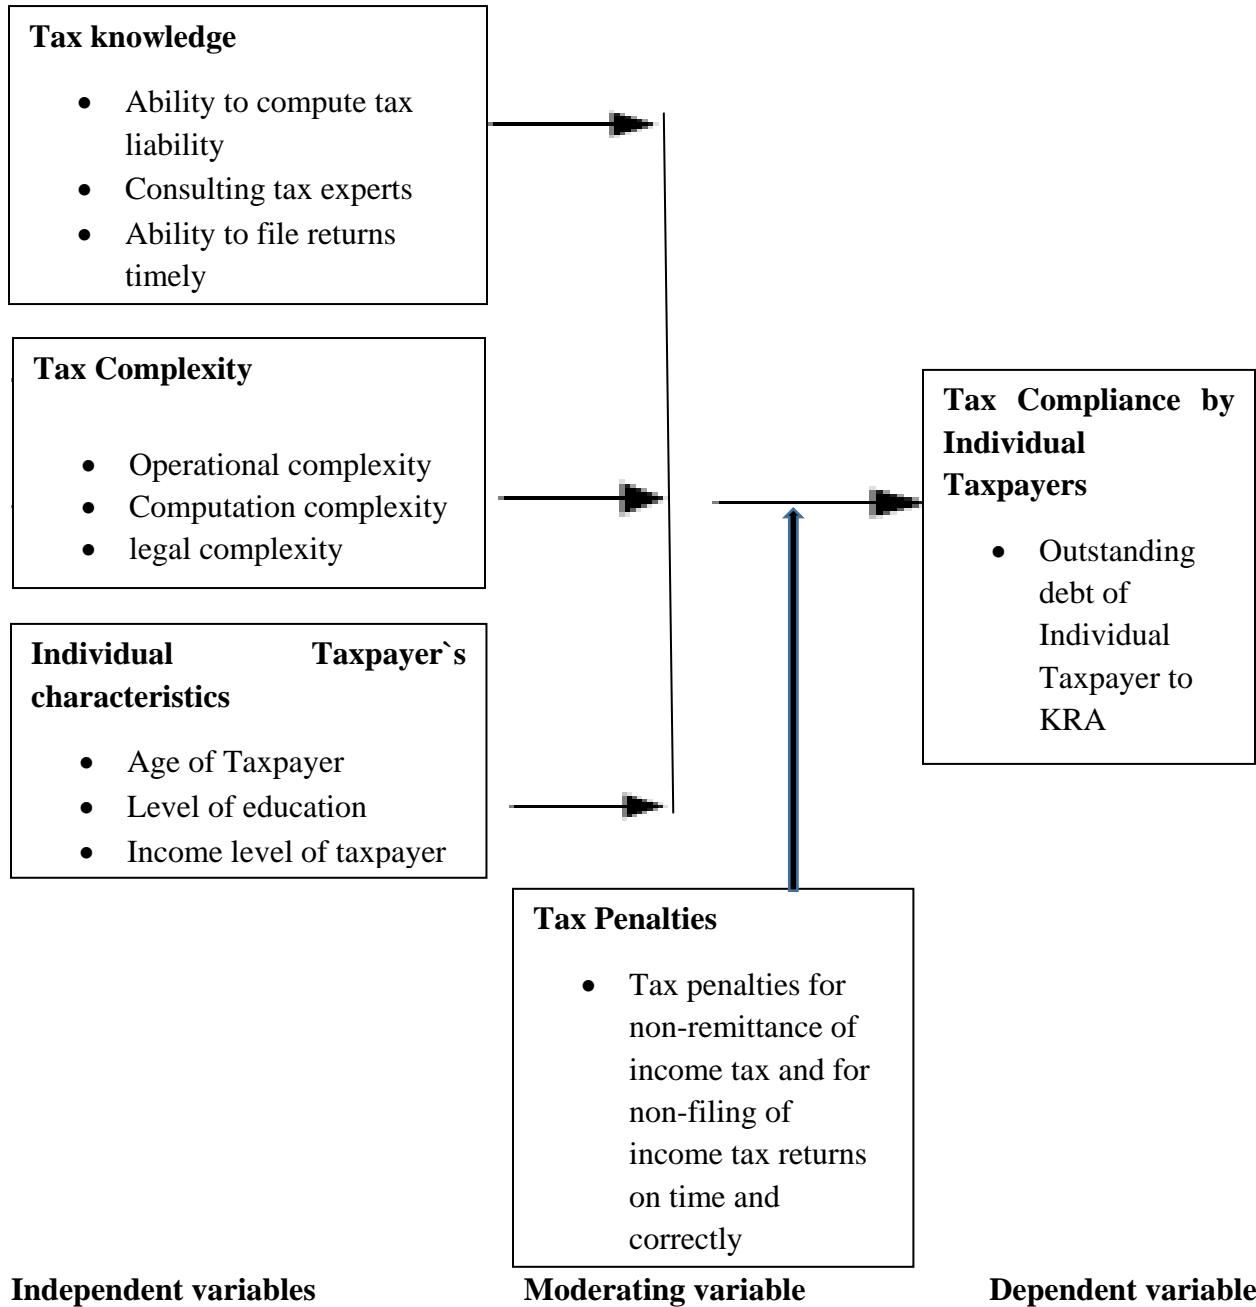 Tax knowledge
• Ability to compute tax
liability
• Consulting tax experts
• Ability to file returns
timely
Tax Complexity
• Operational complexity
• Computation complexity
• legal complexity
Individual Taxpayer`s
characteristics
• Age of Taxpayer
• Level of education
• Income level of taxpayer
Tax Penalties
• Tax penalties for
non-remittance of
income tax and for
non-filing of
income tax returns
on time and
correctly
Tax Compliance by
Individual
Taxpayers
• Outstanding
debt of
Individual
Taxpayer to
KRA
Independent variables
Moderating variable
Dependent variable